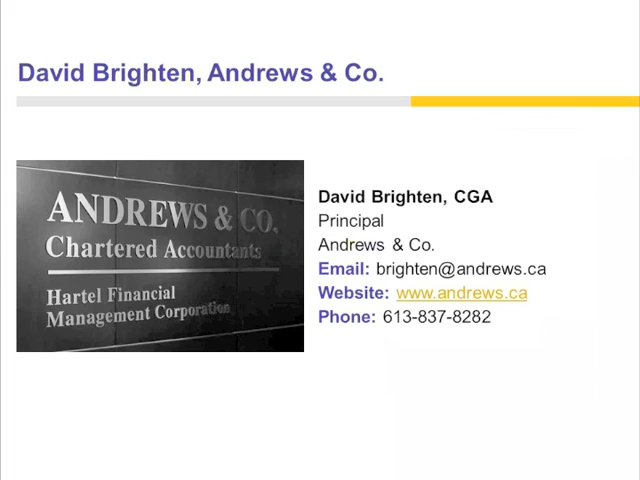 David Brighten, Andrews & Co.
ANDREWS & CO.
Chartered Accountants
Hartel Financial
Management Corporation
David Brighten, CGA
Principal
Andrews & Co.
Email: brighten@andrews.ca
Website: www.andrews.ca
Phone: 613-837-8282